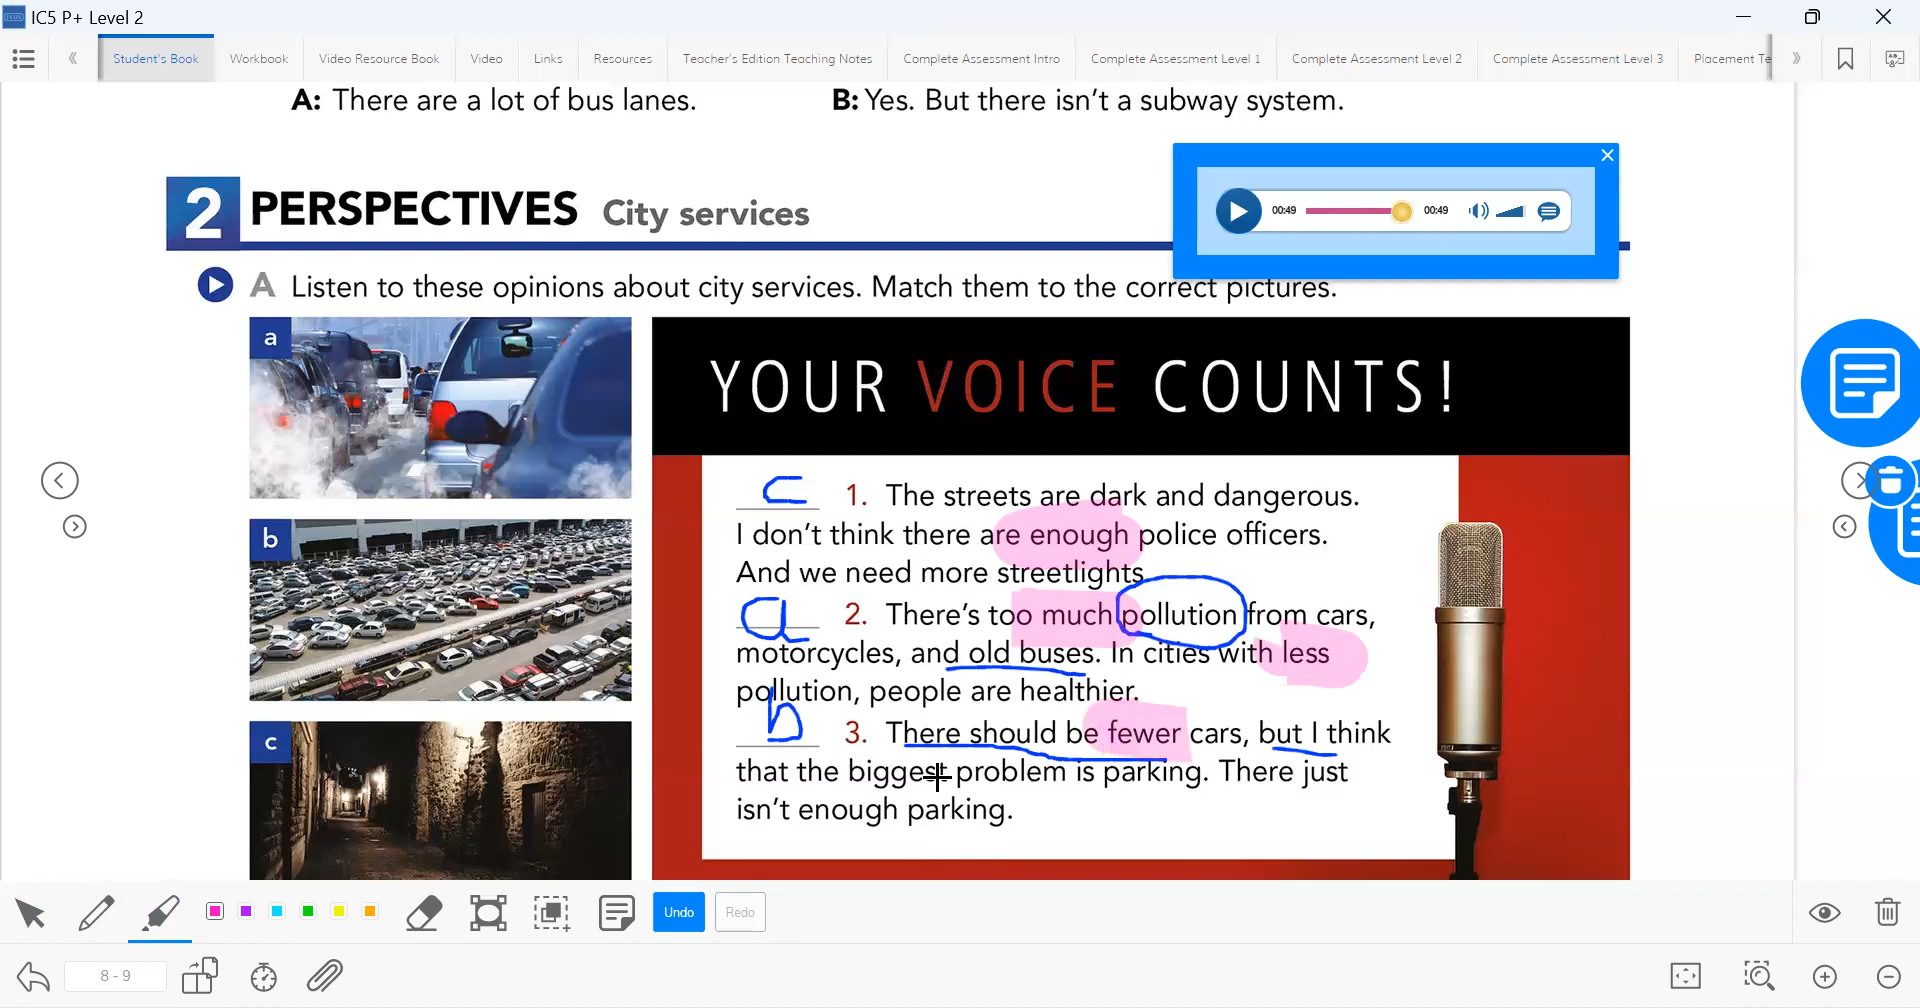 IC5 P+ Level 2
Student's Book Workbook Video Resource Book Video Links Resources Teacher's Edition Teaching Notes Complete Assessment Intro Complete Assessment Level 1 Complete Assessment Level 2 Complete Assessment Level 3 Placement Te
A: There are a lot of bus lanes. B: Yes. But there isn't a subway system.
2 PERSPECTIVES City services
00:49 00:49
A Listen to these opinions about city services. Match them to the correct pictures.
a
YOUR VOICE COUNTS!
c 1. The streets are dark and dangerous.
I don't think there are enough police officers.
And we need more streetlights.
a 2. There's too much pollution from cars,
motorcycles, and old buses. In cities with less
pollution, people are healthier.
b 3. There should be fewer cars, but I think
that the biggest problem is parking. There just
isn't enough parking.
b
c
Undo Redo
8 - 9